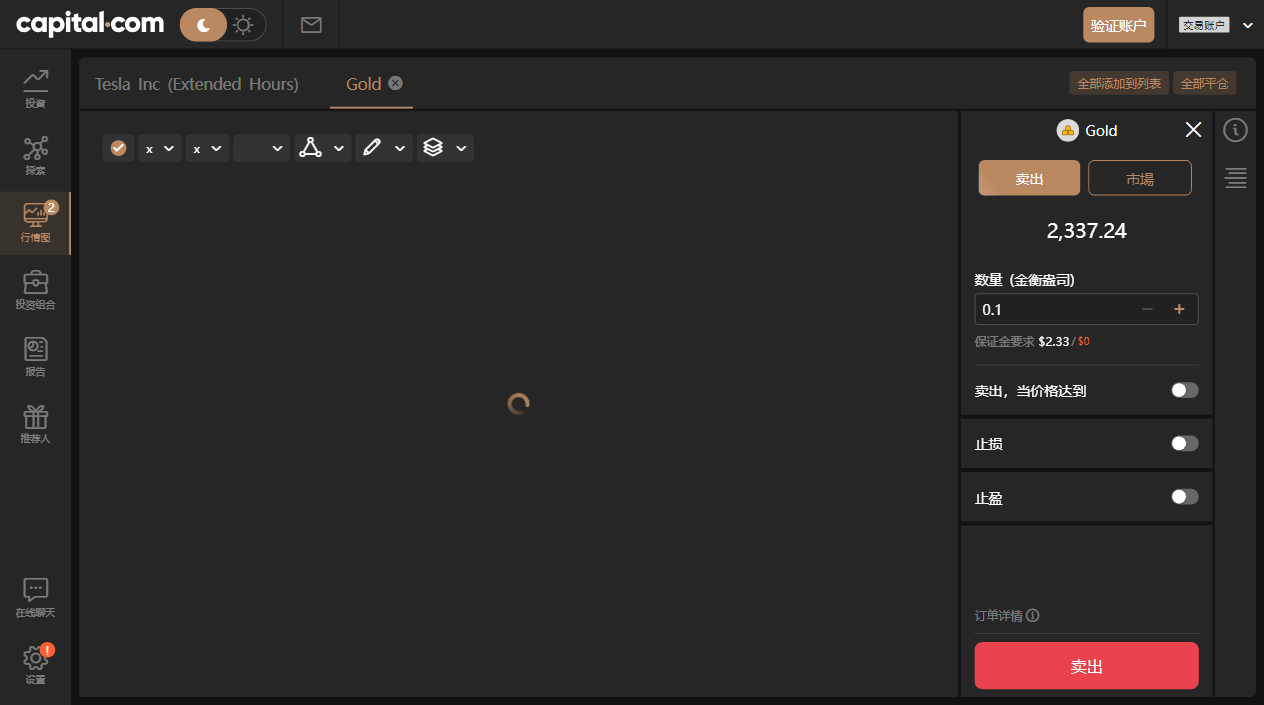 capital.com
验证账户
交易账户
Tesla Inc (Extended Hours)
Gold
全部添加到列表
全部平仓
投资
探索
2
行情图
投资组合
报告
推荐人
在线聊天
!
设置
x
x
Gold
卖出
市場
2,337.24
数量 (金衡盎司)
0.1
保证金要求 $2.33/$0
卖出，当价格达到
止损
止盈
订单详情
卖出